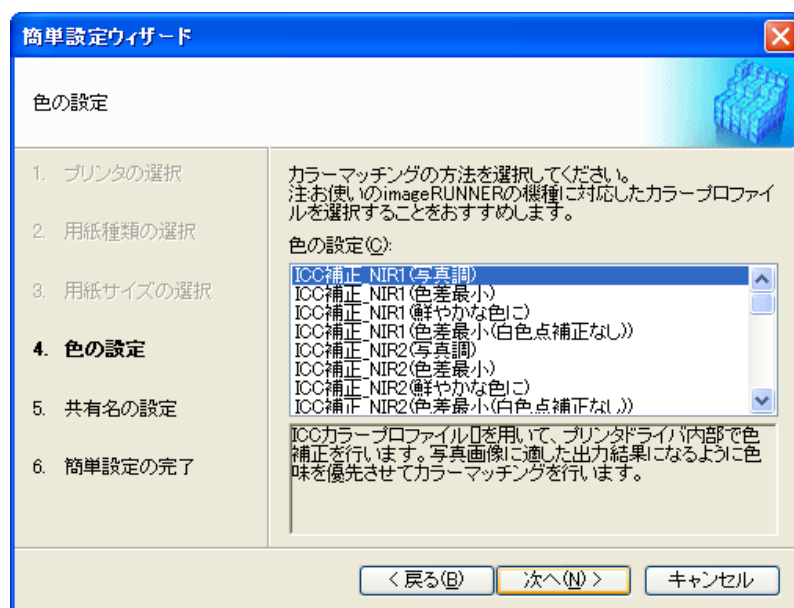 簡単設定ウィザード
色の設定
1. プリンタの選択
2. 用紙種類の選択
3. 用紙サイズの選択
4. 色の設定
5. 共有名の設定
6. 簡単設定の完了
カラーマッチングの方法を選択してください。
注:お使いのimageRUNNERの機種に対応したカラープロファイ
ルを選択することをおすすめします。
色の設定(C):
ICC補正_NIR1(写真調)
ICC補正_NIR1(色差最小)
ICC補正_NIR1(鮮やかな色に)
ICC補正_NIR1(色差最小(白色点補正なし))
ICC補正_NIR2(写真調)
ICC補正_NIR2(色差最小)
ICC補正_NIR2(鮮やかな色に)
ICC補正_NIR2(色差最小(白色点補正なし))
ICCカラープロファイル[]を用いて、プリンタドライバ内部で色
補正を行います。写真画像に適した出力結果になるように色
味を優先させてカラーマッチングを行います。
< 戻る(B)
次へ(N) >
キャンセル